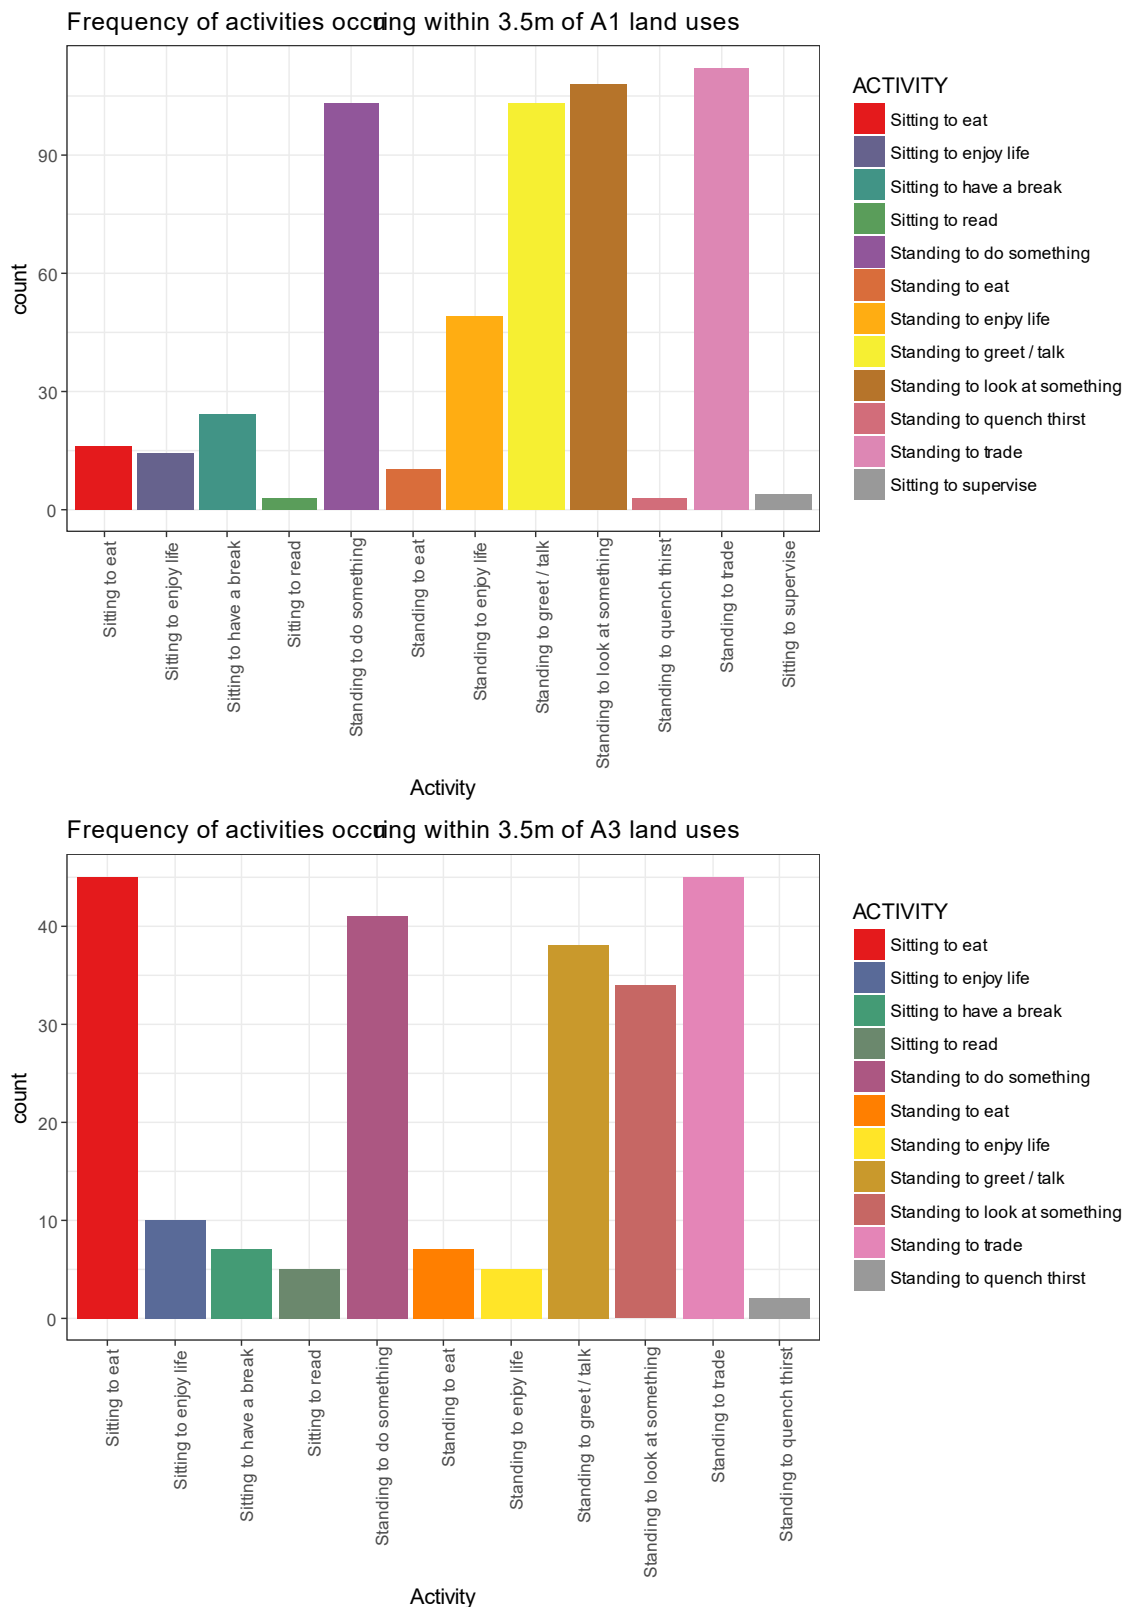 Frequency of activities occuring within 3.5m of A1 land uses
count
90
60
30
0
Sitting to eat
Sitting to enjoy life
Sitting to have a break
Sitting to read
Standing to do something
Standing to eat
Standing to enjoy life
Standing to greet / talk
Standing to look at something
Standing to quench thirst
Standing to trade
Sitting to supervise
Activity
ACTIVITY
Sitting to eat
Sitting to enjoy life
Sitting to have a break
Sitting to read
Standing to do something
Standing to eat
Standing to enjoy life
Standing to greet / talk
Standing to look at something
Standing to quench thirst
Standing to trade
Sitting to supervise
Frequency of activities occuring within 3.5m of A3 land uses
count
40
30
20
10
0
Sitting to eat
Sitting to enjoy life
Sitting to have a break
Sitting to read
Standing to do something
Standing to eat
Standing to enjpy life
Standing to greet / talk
Standing to look at something
Standing to trade
Standing to quench thirst
Activity
ACTIVITY
Sitting to eat
Sitting to enjoy life
Sitting to have a break
Sitting to read
Standing to do something
Standing to eat
Standing to enjoy life
Standing to greet / talk
Standing to look at something
Standing to trade
Standing to quench thirst